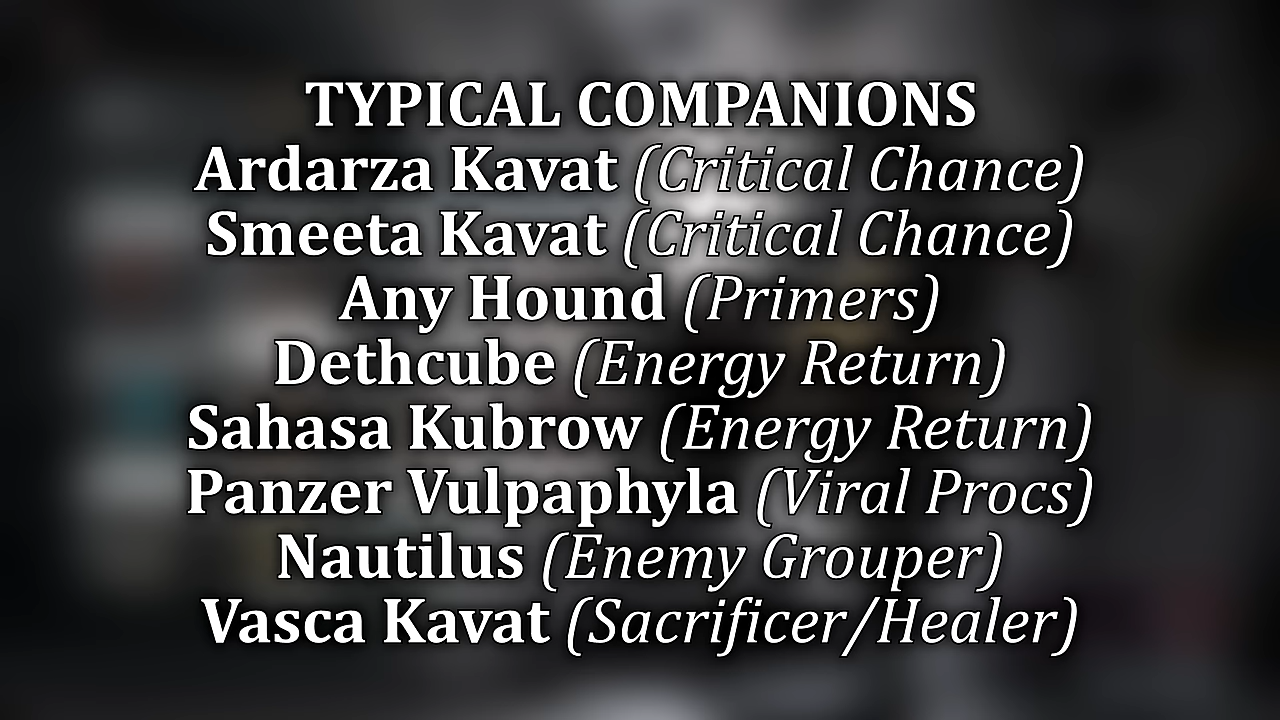 TYPICAL COMPANIONS
Ardarza Kavat (Critical Chance)
Smeeta Kavat (Critical Chance)
Any Hound (Primers)
Dethcube (Energy Return)
Sahasa Kubrow (Energy Return)
Panzer Vulpaphyla (Viral Procs)
Nautilus (Enemy Grouper)
Vasca Kavat (Sacrificer/Healer)